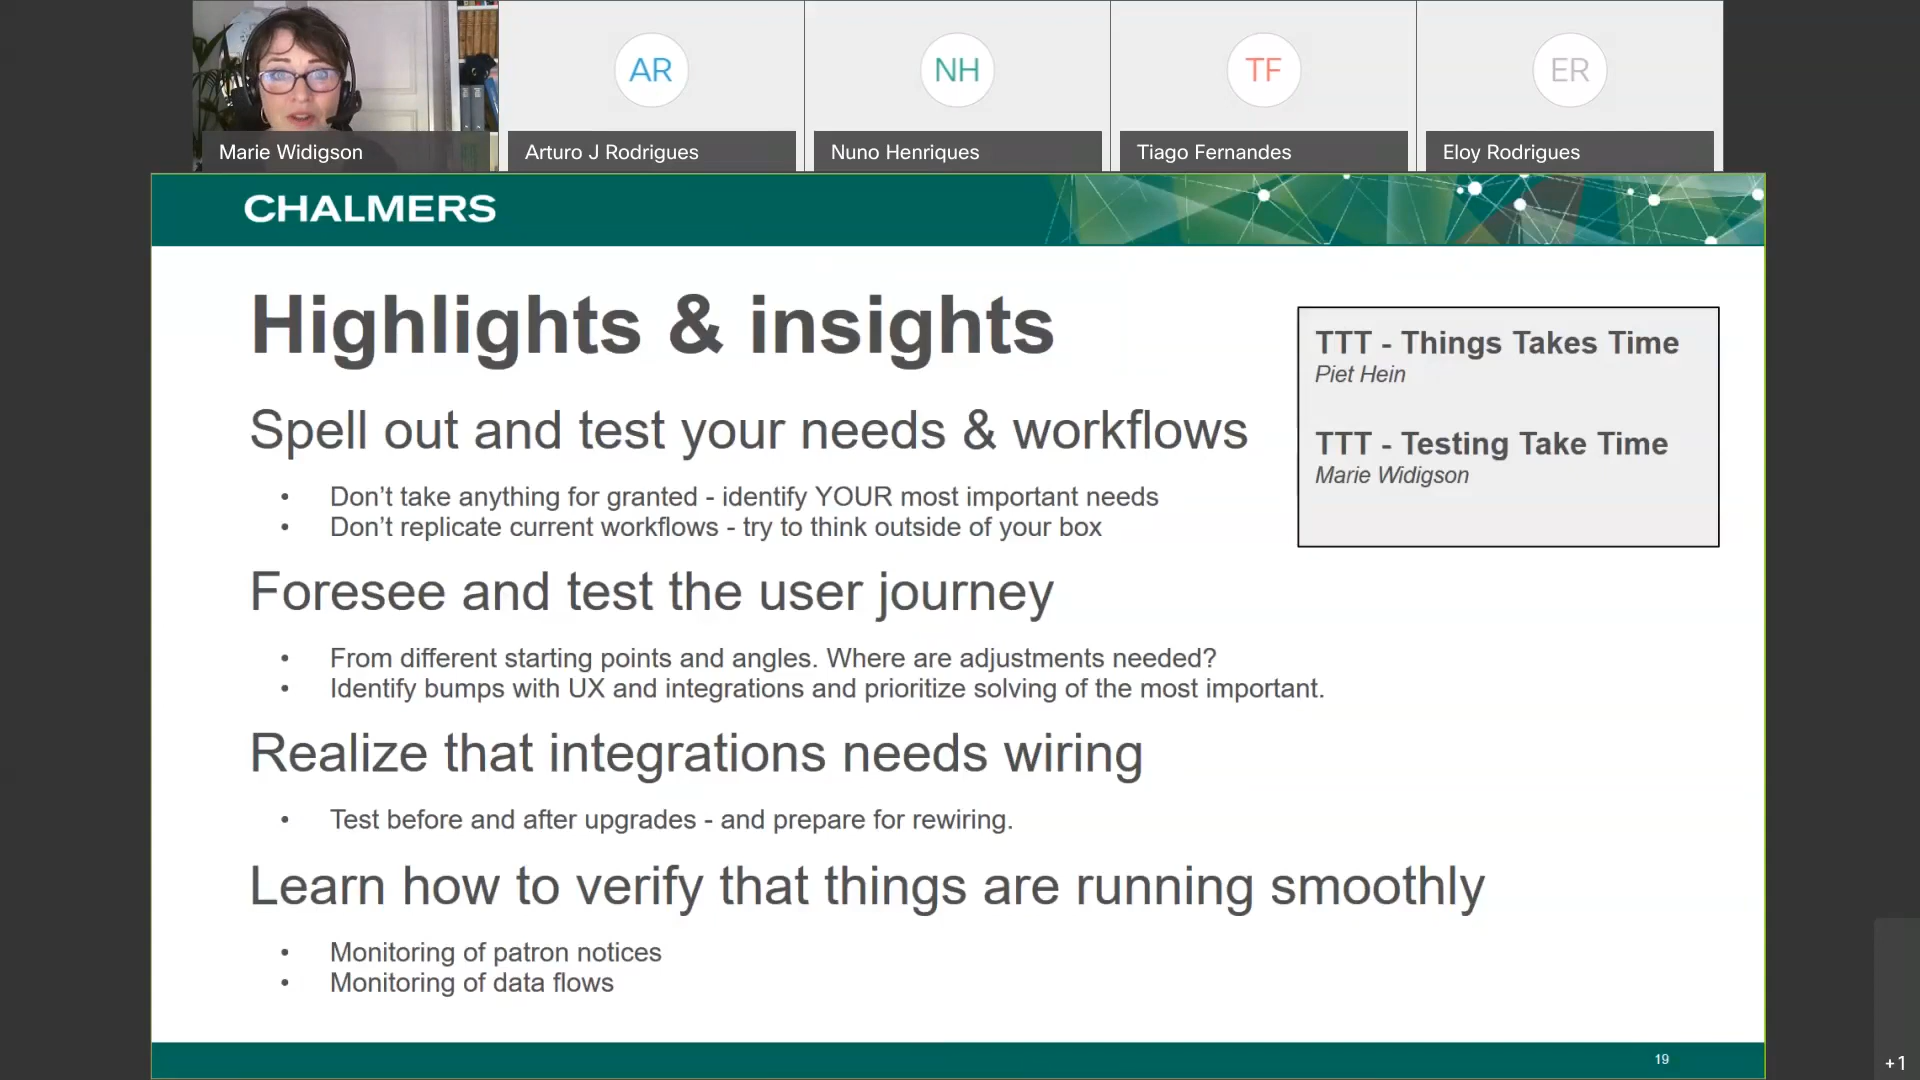 AR
NH
TF
ER
Marie Widigson
Arturo J Rodrigues
Nuno Henriques
Tiago Fernandes
Eloy Rodrigues
CHALMERS
Highlights & insights
TTT - Things Takes Time
Piet Hein
TTT - Testing Take Time
Marie Widigson
Spell out and test your needs & workflows
• Don’t take anything for granted - identify YOUR most important needs
• Don’t replicate current workflows - try to think outside of your box
Foresee and test the user journey
• From different starting points and angles. Where are adjustments needed?
• Identify bumps with UX and integrations and prioritize solving of the most important.
Realize that integrations needs wiring
• Test before and after upgrades - and prepare for rewiring.
Learn how to verify that things are running smoothly
• Monitoring of patron notices
• Monitoring of data flows
19
+1